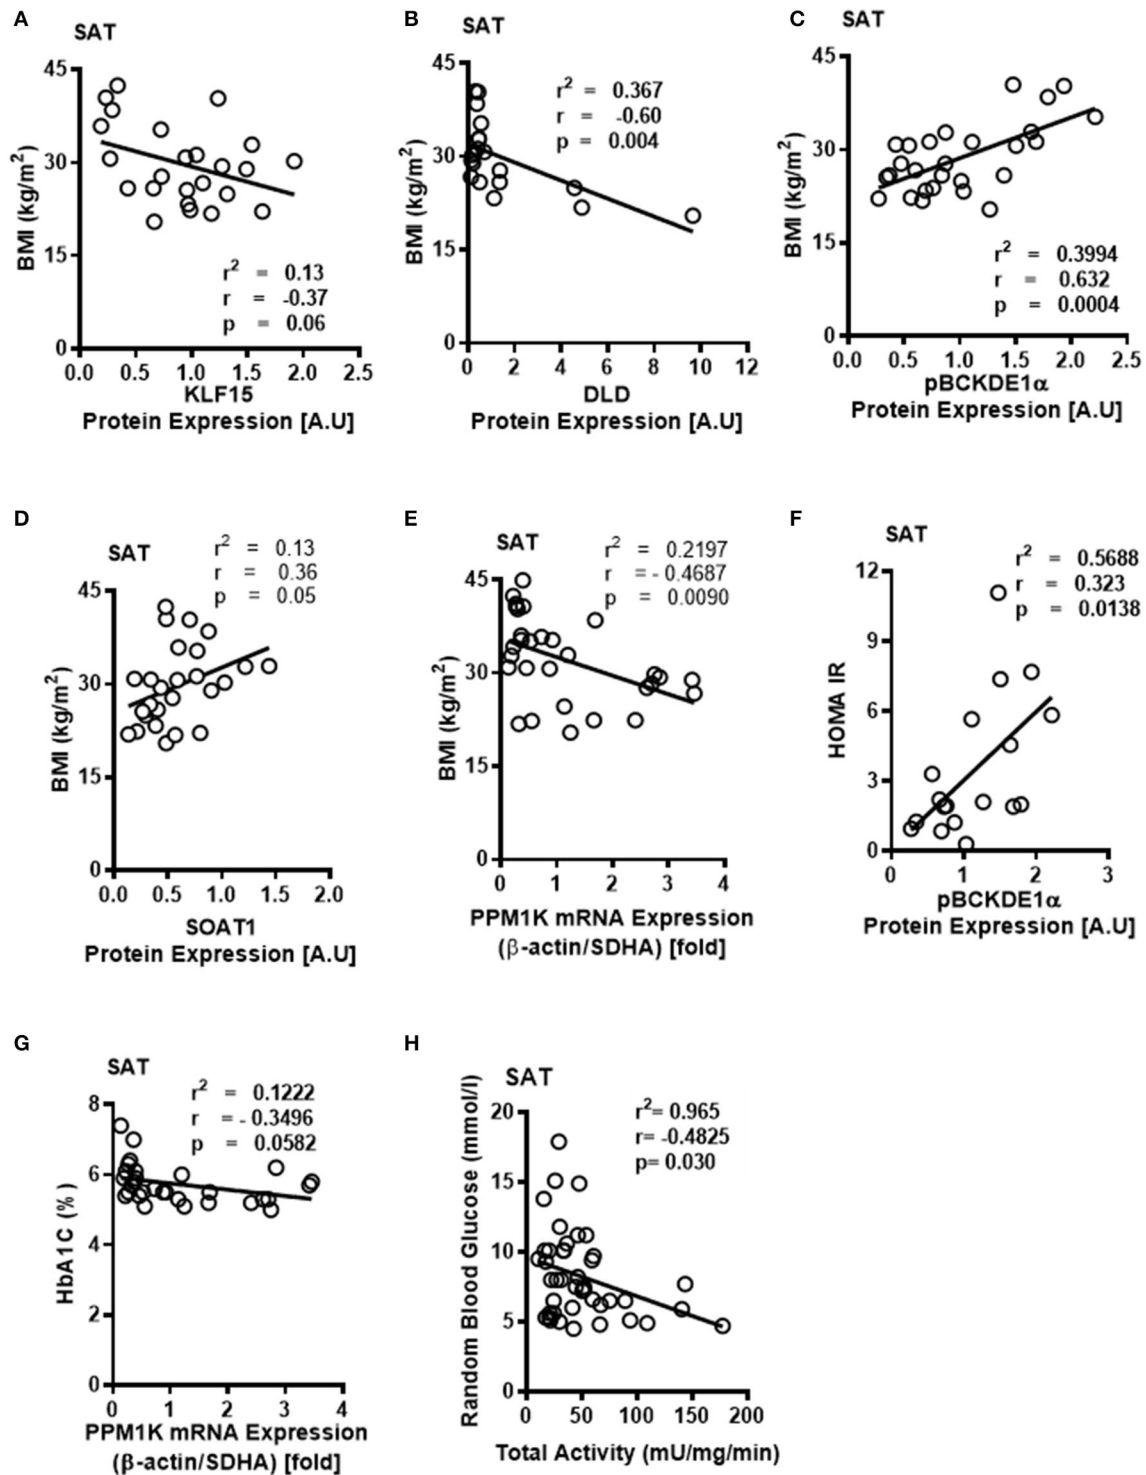 A
SAT
45
30
15
0
BMI (kg/m²)
r² = 0.13
r = -0.37
p = 0.06
0.0 0.5 1.0 1.5 2.0 2.5
KLF15
Protein Expression [A.U]
B
SAT
45
30
15
0
BMI (kg/m²)
r² = 0.367
r = -0.60
p = 0.004
0 2 4 6 8 10 12
DLD
Protein Expression [A.U]
C
SAT
45
30
15
0
BMI (kg/m²)
r² = 0.3994
r = 0.632
p = 0.0004
0.0 0.5 1.0 1.5 2.0 2.5
pBCKDE1α
Protein Expression [A.U]
D
SAT
r² = 0.13
r = 0.36
p = 0.05
45
30
15
0
BMI (kg/m²)
0.0 0.5 1.0 1.5 2.0
SOAT1
Protein Expression [A.U]
E
SAT
r² = 0.2197
r = - 0.4687
p = 0.0090
45
30
15
0
BMI (kg/m²)
0 1 2 3 4
PPM1K mRNA Expression
(β-actin/SDHA) [fold]
F
SAT
r² = 0.5688
r = 0.323
p = 0.0138
12
9
6
3
0
HOMA IR
0 1 2 3
pBCKDE1α
Protein Expression [A.U]
G
SAT
r² = 0.1222
r = - 0.3496
p = 0.0582
8
6
4
2
0
HbA1C (%)
0 1 2 3 4
PPM1K mRNA Expression
(β-actin/SDHA) [fold]
H
SAT
r²= 0.965
r= -0.4825
p= 0.030
20
15
10
5
0
Random Blood Glucose (mmol/l)
0 50 100 150 200
Total Activity (mU/mg/min)